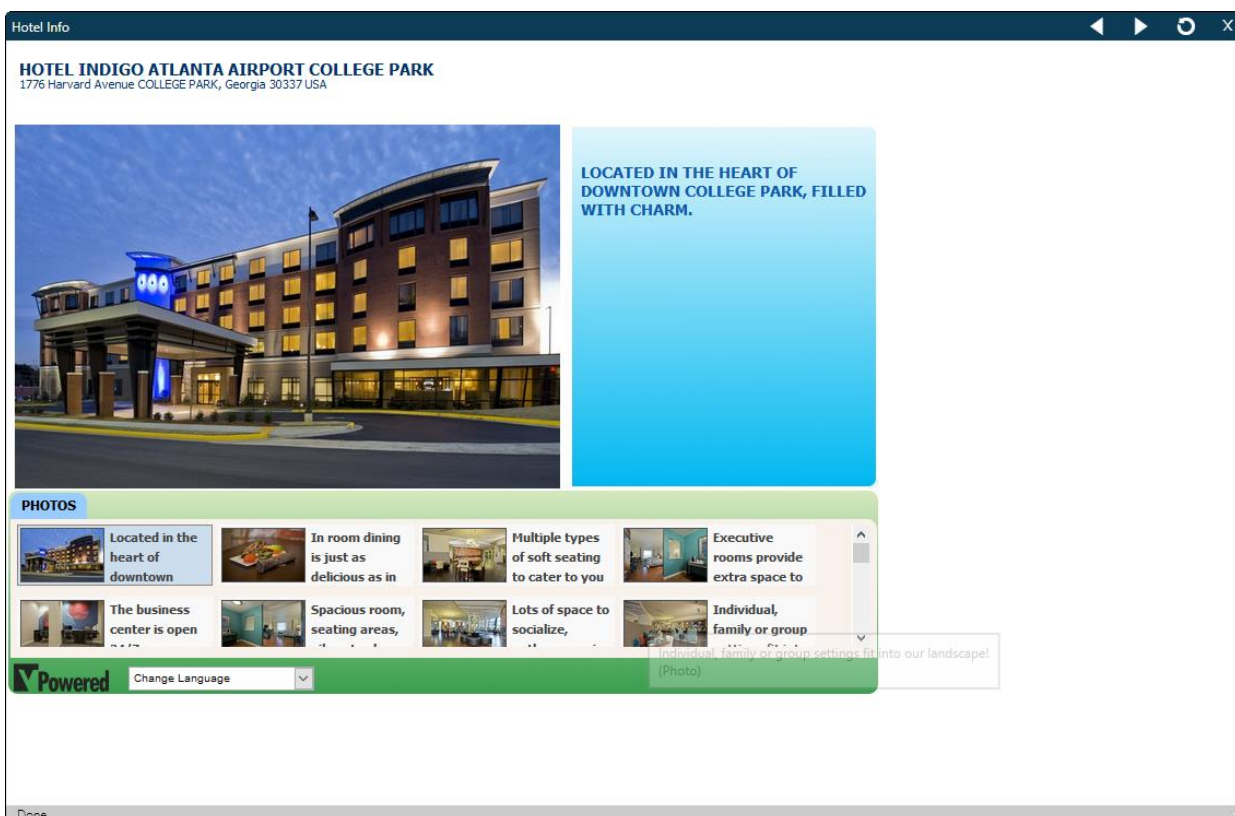 Hotel Info
X
HOTEL INDIGO ATLANTA AIRPORT COLLEGE PARK
1776 Harvard Avenue COLLEGE PARK, Georgia 30337 USA
LOCATED IN THE HEART OF
DOWNTOWN COLLEGE PARK, FILLED
WITH CHARM.
PHOTOS
Located in the
heart of
downtown
In room dining
is just as
delicious as in
Multiple types
of soft seating
to cater to you
Executive
rooms provide
extra space to
The business
center is open
24/7
Spacious room,
seating areas,
Lots of space to
socialize,
Individual,
family or group
Individual, family or group settings fit into our landscape!
(Photo)
Powered
Change Language
Done